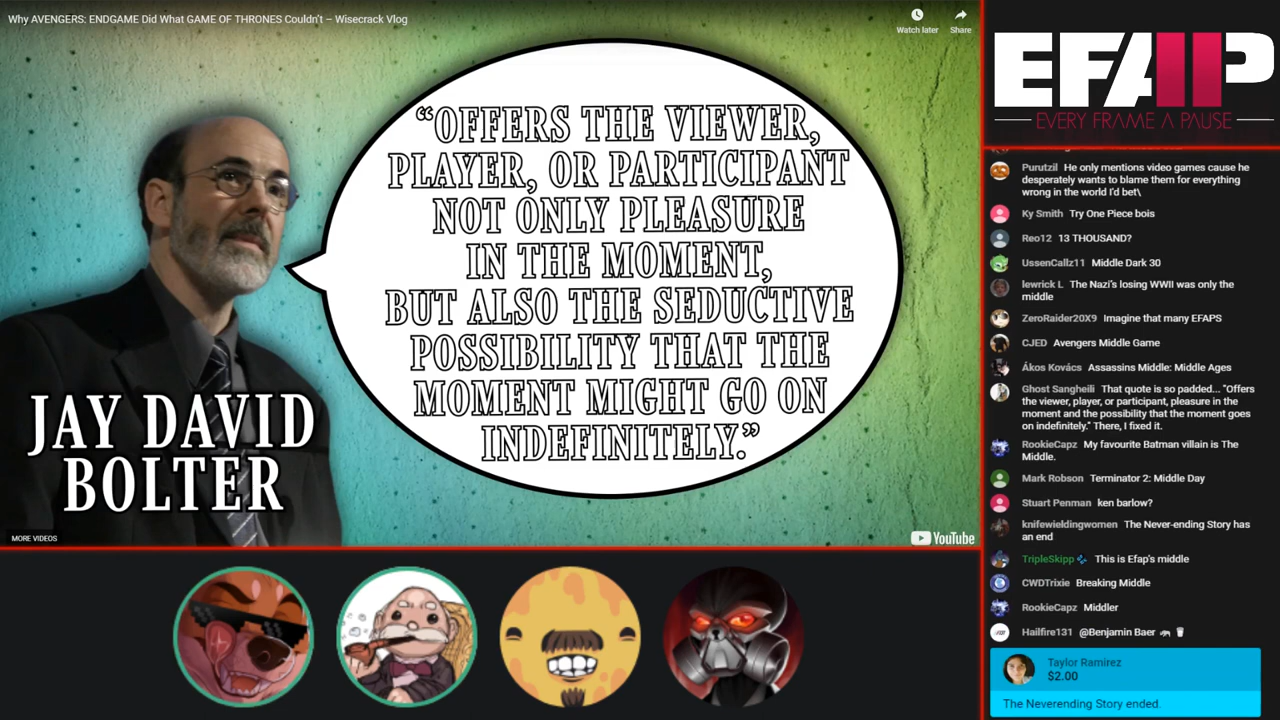 Why AVENGERS: ENDGAME Did What GAME OF THRONES Couldn't – Wisecrack Vlog
Watch later
Share
“OFFERS THE VIEWER,
PLAYER, OR PARTICIPANT
NOT ONLY PLEASURE
IN THE MOMENT,
BUT ALSO THE SEDUCTIVE
POSSIBILITY THAT THE
MOMENT MIGHT GO ON
INDEFINITELY.”
JAY DAVID
BOLTER
MORE VIDEOS
YouTube
EFAP
EVERY FRAME A PAUSE
Purutzil He only mentions video games cause he
desperately wants to blame them for everything
wrong in the world I'd bet\
Ky Smith Try One Piece bois
Reo12 13 THOUSAND?
UssenCallz11 Middle Dark 30
lewrick L The Nazi's losing WWII was only the
middle
ZeroRaider20X9 Imagine that many EFAPS
CJED Avengers Middle Game
Ákos Kovács Assassins Middle: Middle Ages
Ghost Sangheili That quote is so padded... "Offers
the viewer, player, or participant, pleasure in the
moment and the possibility that the moment goes
on indefinitely." There, I fixed it.
RookieCapz My favourite Batman villain is The
Middle.
Mark Robson Terminator 2: Middle Day
Stuart Penman ken barlow?
knifewieldingwomen The Never-ending Story has
an end
TripleSkipp This is Efap's middle
CWDTrixie Breaking Middle
RookieCapz Middler
Hailfire131 @Benjamin Baer
Taylor Ramirez
$2.00
The Neverending Story ended.